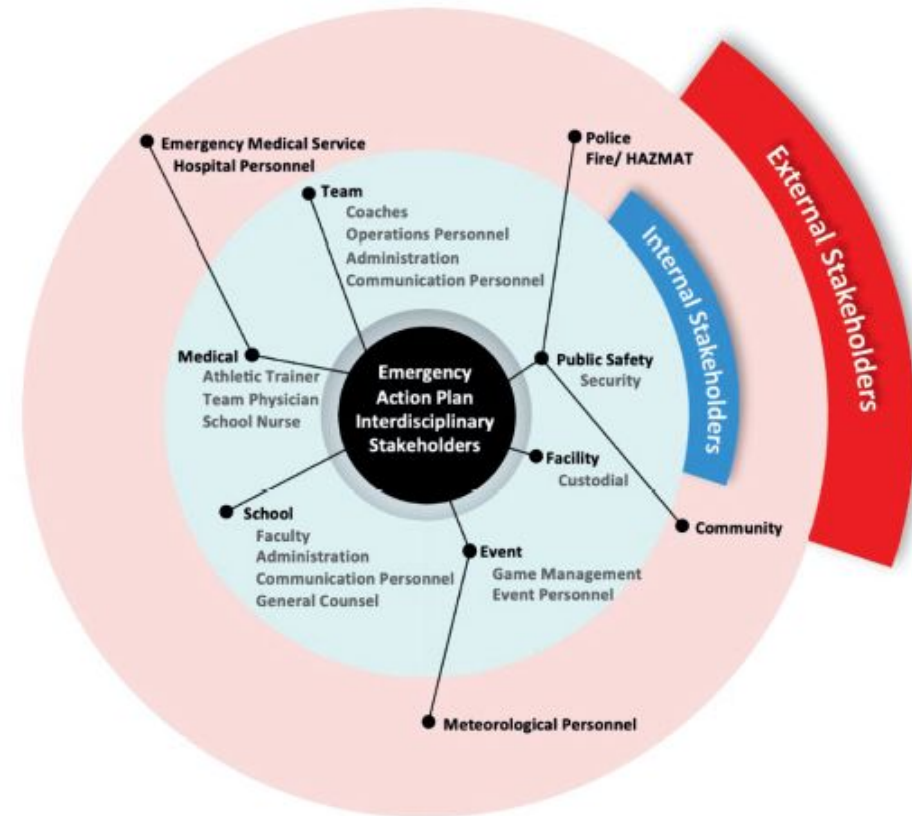 External Stakeholders
Internal Stakeholders
Emergency Medical Service
Hospital Personnel
Police
Fire/ HAZMAT
Team
Coaches
Operations Personnel
Administration
Communication Personnel
Medical
Athletic Trainer
Team Physician
School Nurse
Emergency
Action Plan
Interdisciplinary
Stakeholders
Public Safety
Security
Facility
Custodial
School
Faculty
Administration
Communication Personnel
General Counsel
Event
Game Management
Event Personnel
Community
Meteorological Personnel